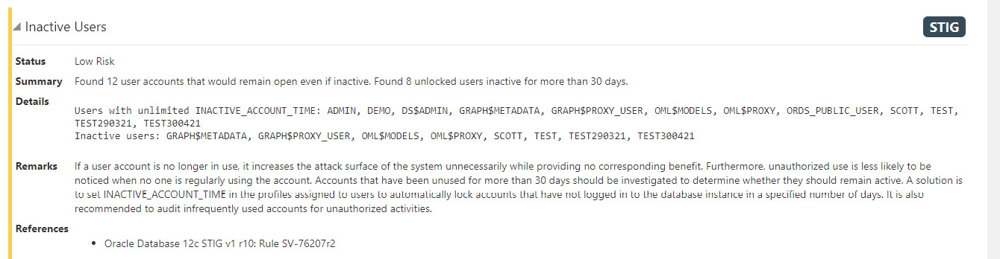 Inactive Users
STIG
Status Low Risk
Summary Found 12 user accounts that would remain open even if inactive. Found 8 unlocked users inactive for more than 30 days.
Details
Users with unlimited INACTIVE_ACCOUNT_TIME: ADMIN, DEMO, DS$ADMIN, GRAPH$METADATA, GRAPH$PROXY_USER, OML$MODELS, OML$PROXY, ORDS_PUBLIC_USER, SCOTT, TEST,
TEST290321, TEST300421
Inactive users: GRAPH$METADATA, GRAPH$PROXY_USER, OML$MODELS, OML$PROXY, SCOTT, TEST, TEST290321, TEST300421
Remarks If a user account is no longer in use, it increases the attack surface of the system unnecessarily while providing no corresponding benefit. Furthermore, unauthorized use is less likely to be
noticed when no one is regularly using the account. Accounts that have been unused for more than 30 days should be investigated to determine whether they should remain active. A solution is
to set INACTIVE_ACCOUNT_TIME in the profiles assigned to users to automatically lock accounts that have not logged in to the database instance in a specified number of days. It is also
recommended to audit infrequently used accounts for unauthorized activities.
References
• Oracle Database 12c STIG v1 r10: Rule SV-76207r2